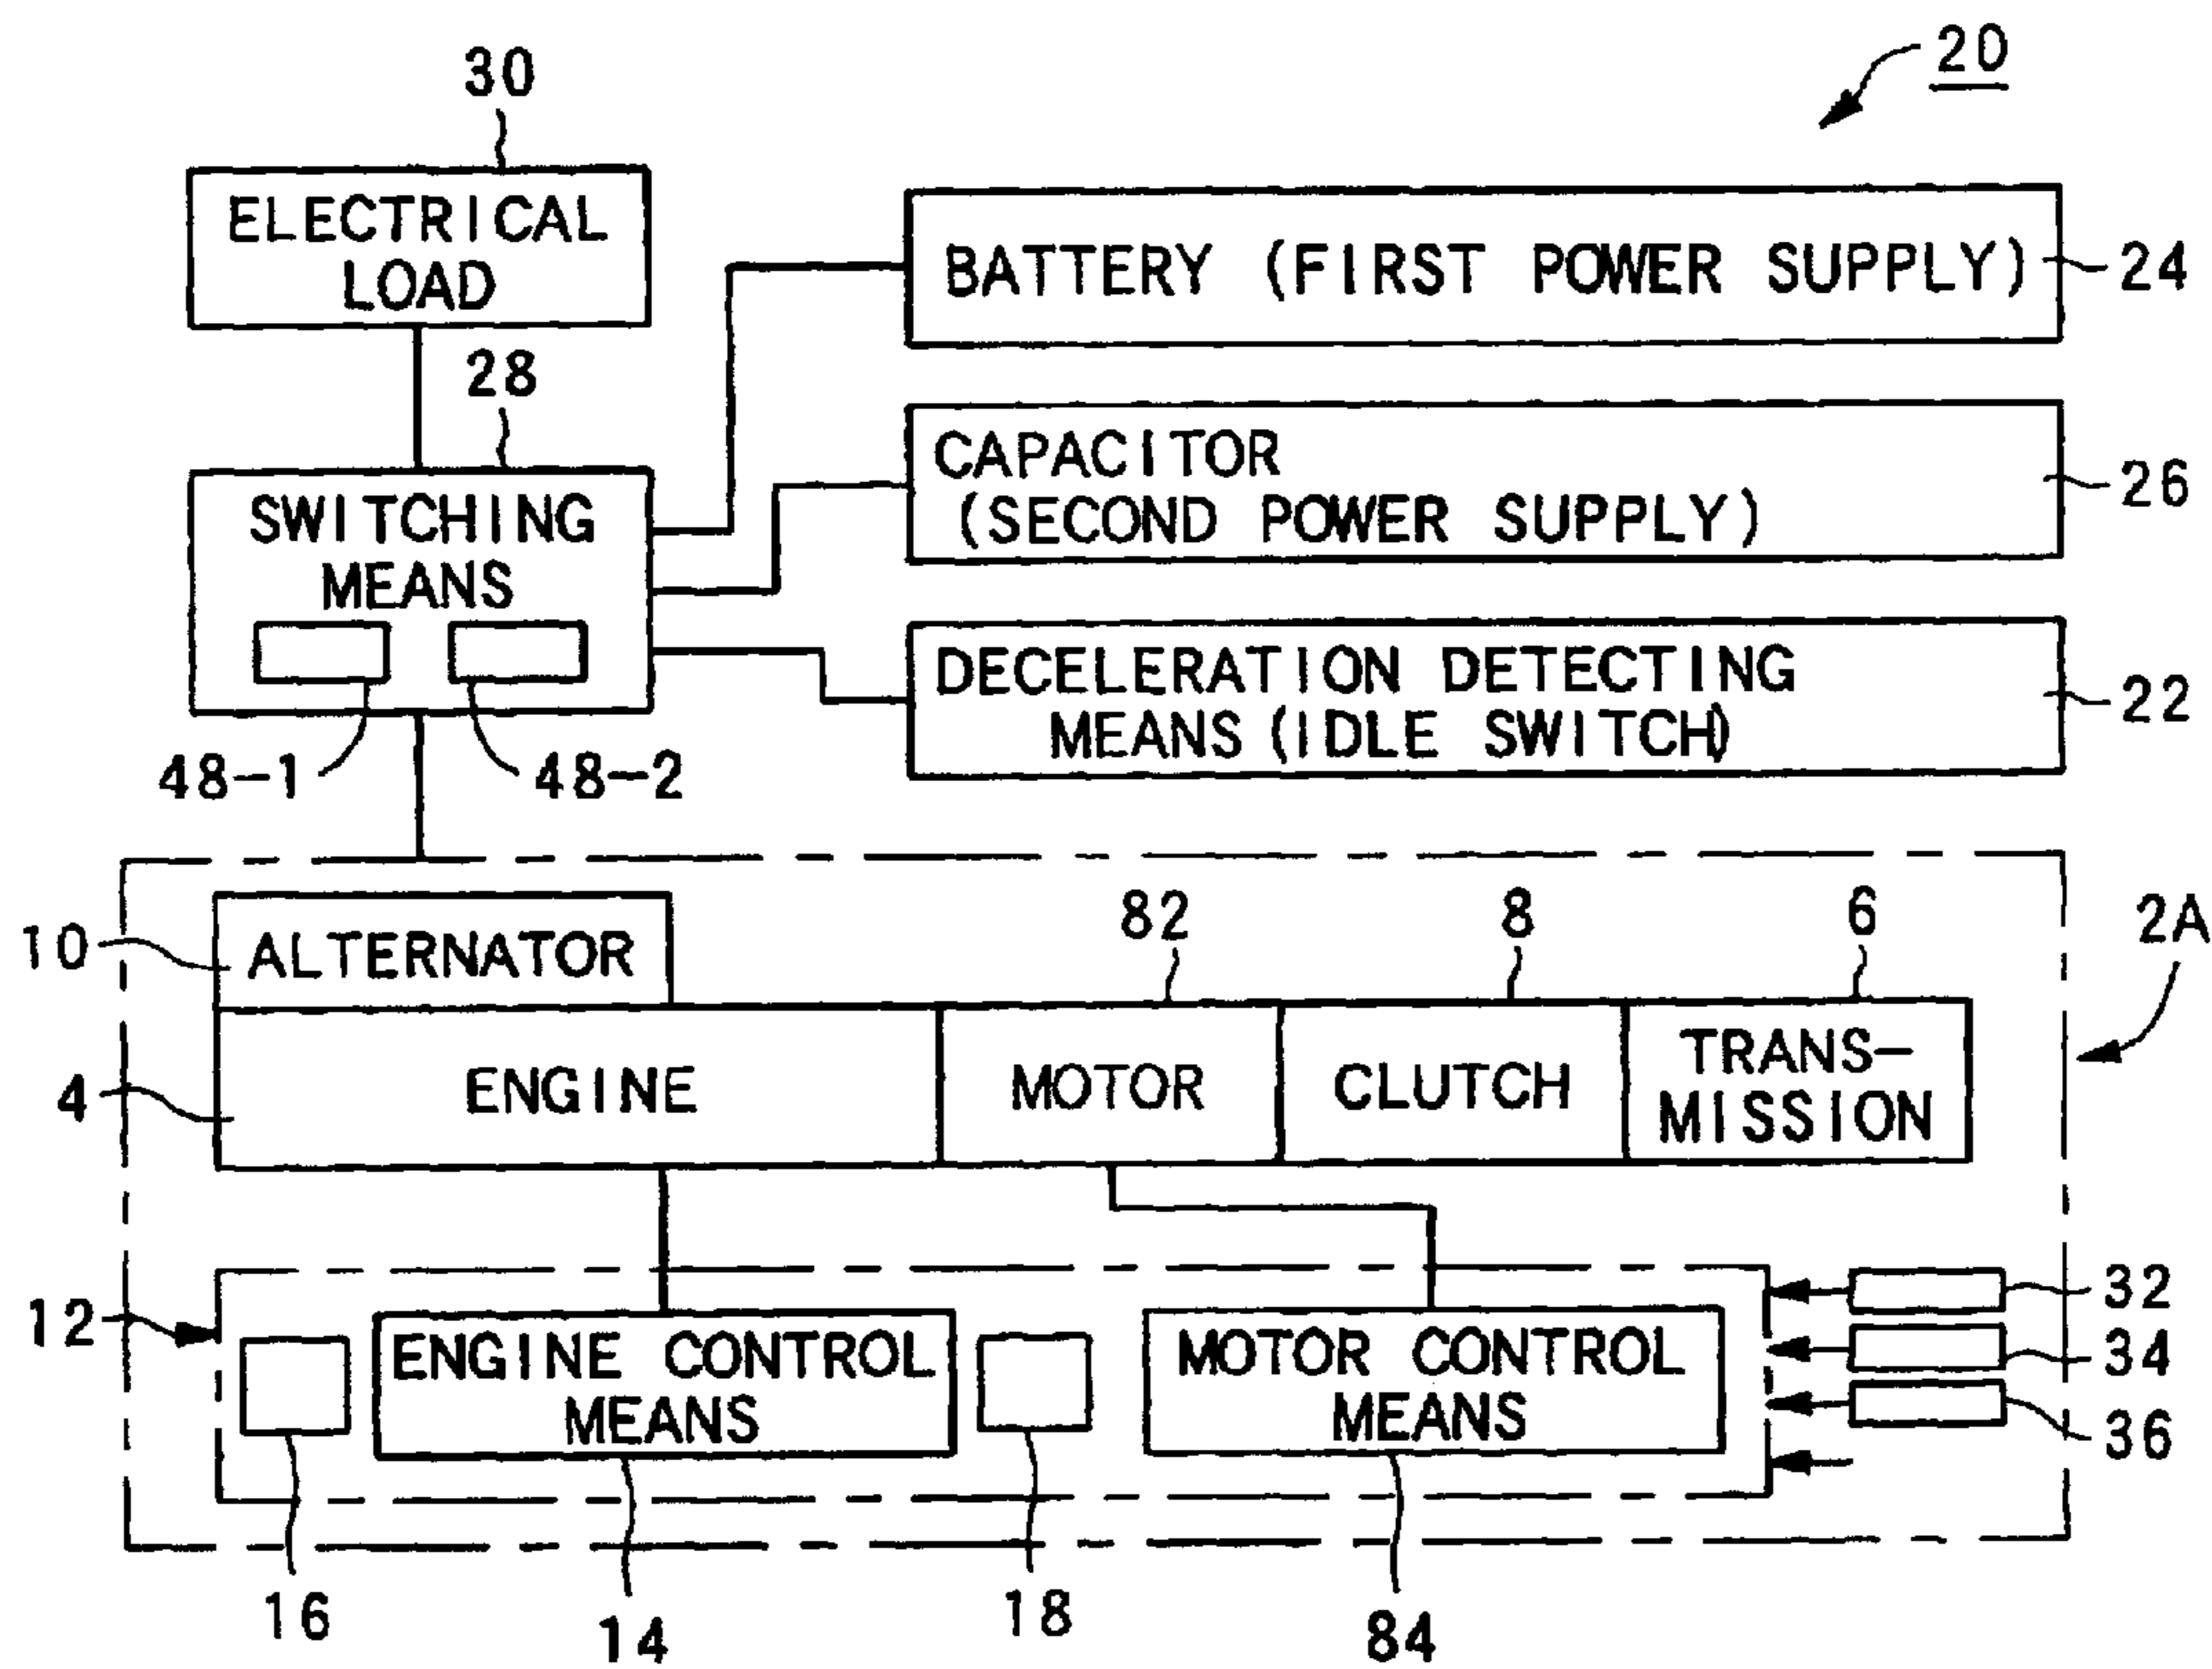 20
30
ELECTRICAL
LOAD
BATTERY (FIRST POWER SUPPLY)
24
28
CAPACITOR
(SECOND POWER SUPPLY)
26
SWITCHING
MEANS
DECELERATION DETECTING
MEANS (IDLE SWITCH)
22
48-1
48-2
82
8
6
2A
10
ALTERNATOR
4
ENGINE
MOTOR
CLUTCH
TRANS-
MISSION
12
32
34
36
ENGINE CONTROL
MEANS
MOTOR CONTROL
MEANS
16
14
18
84